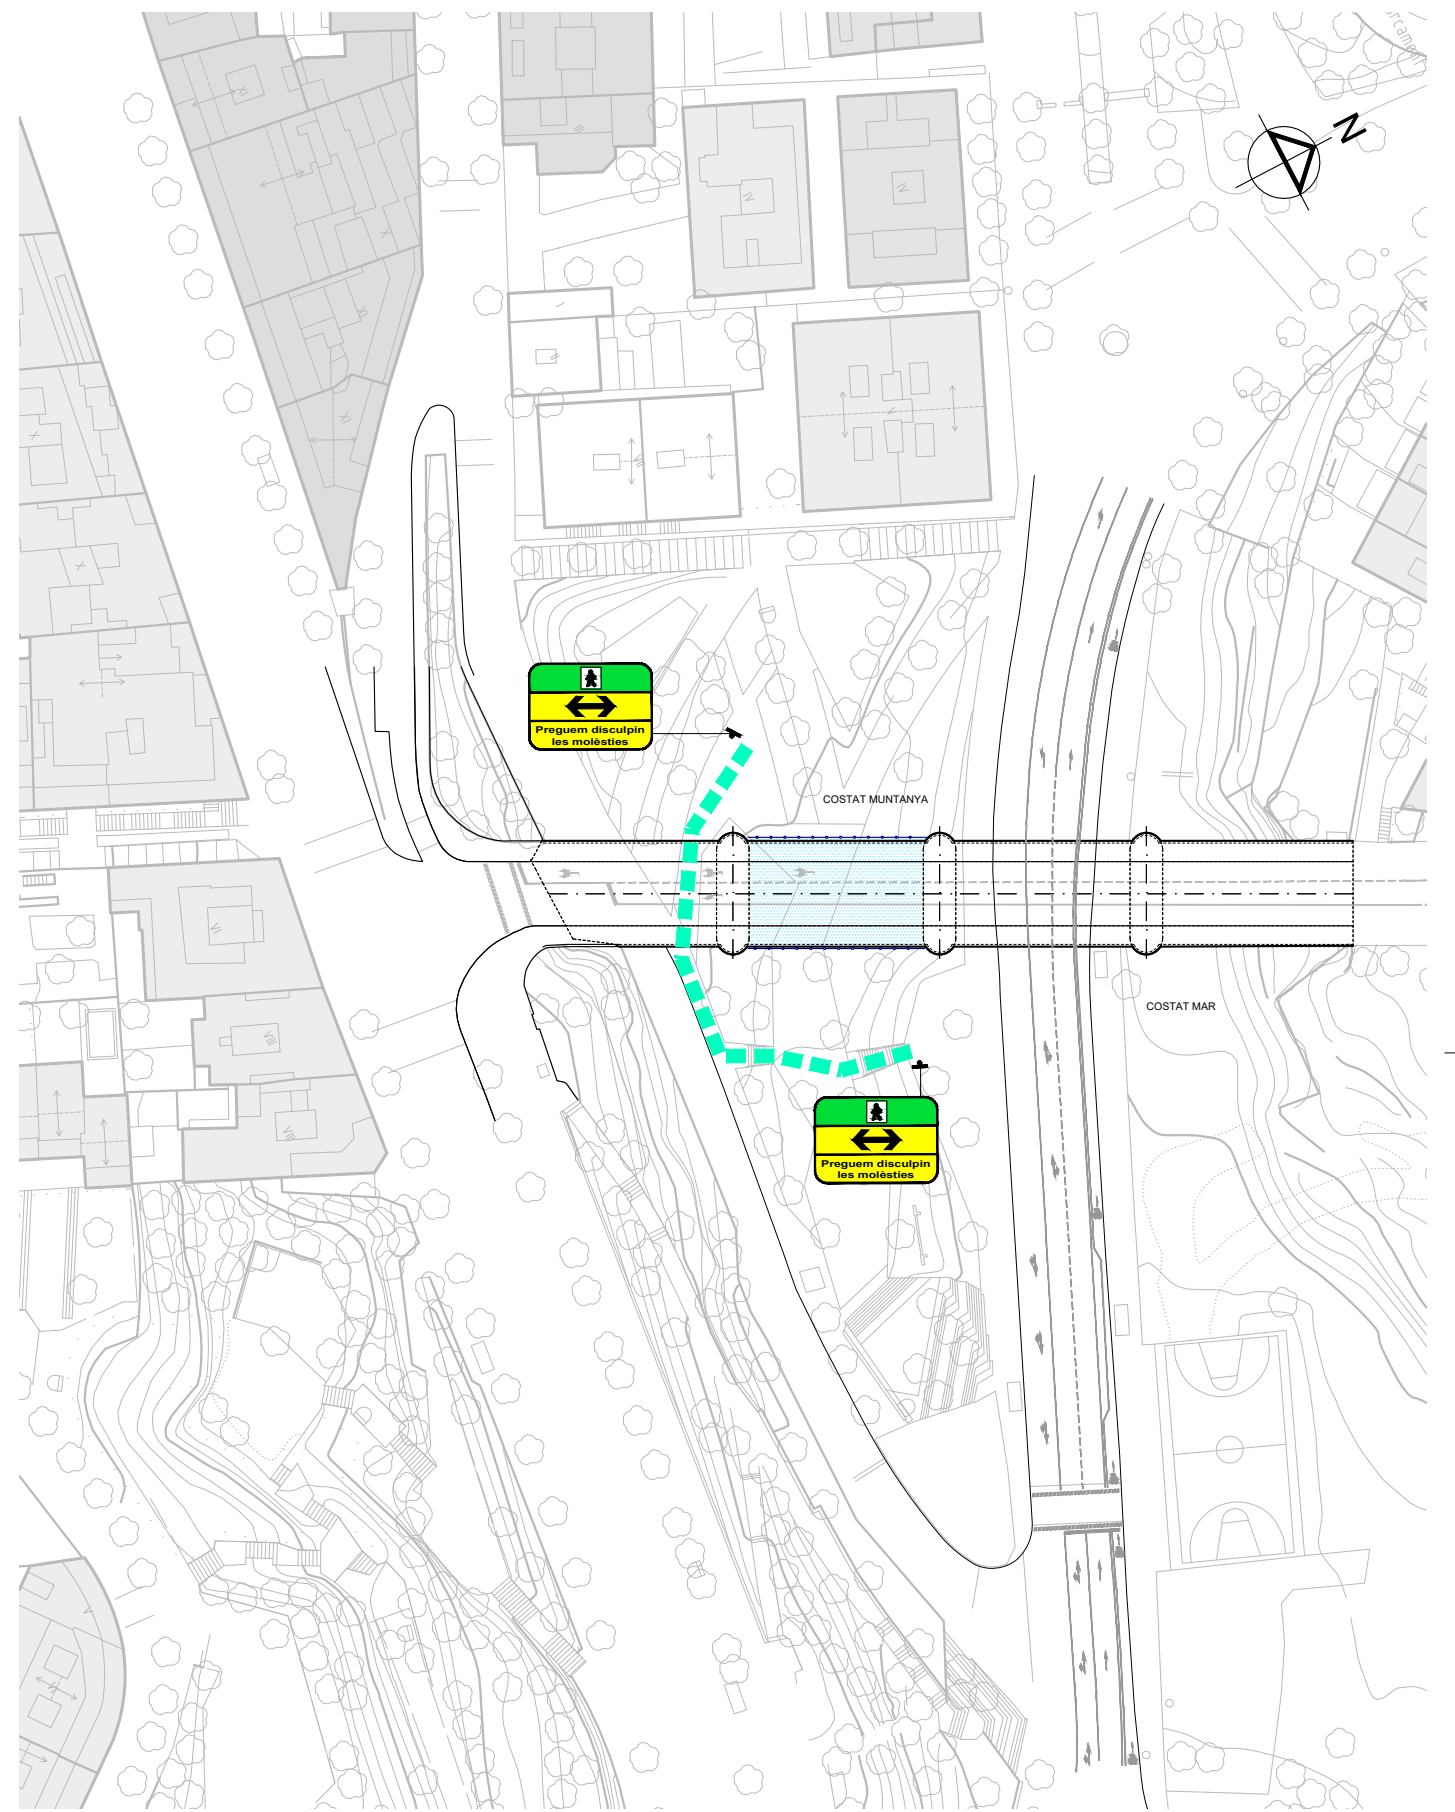 N
Preguem disculpin
les molèsties
COSTAT MUNTANYA
COSTAT MAR
Preguem disculpin
les molèsties